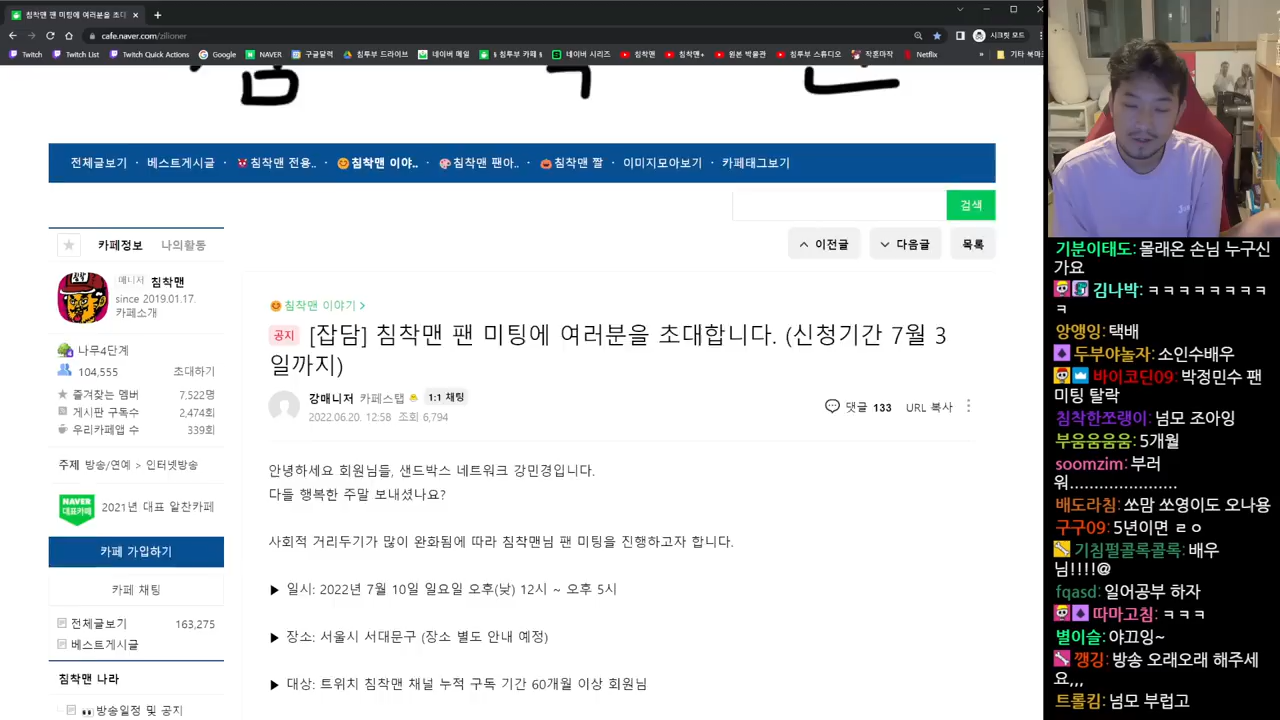 침착맨 팬 미팅에 여러분을 초대
cafe.naver.com/zilioner
시크릿 모드
Twitch
Twitch List
Twitch Quick Actions
Google
NAVER
구글달력
침투부 드라이브
네이버 메일
침투부 카페
네이버 시리즈
침착맨
침착맨+
원본 박물관
침투부 스튜디오
작혼마작
Netflix
»
기타 북마크
전체글보기 · 베스트게시글 · 침착맨 전용.. · 침착맨 이야.. · 침착맨 팬아.. · 침착맨 짤 · 이미지모아보기 · 카페태그보기
검색
이전글
다음글
목록
카페정보 나의활동
매니저 침착맨
since 2019.01.17.
카페소개
나무4단계
104,555 초대하기
즐겨찾는 멤버 7,522명
게시판 구독수 2,474회
우리카페앱 수 339회
주제 방송/연예 > 인터넷방송
NAVER
대표카페
2021년 대표 알찬카페
카페 가입하기
카페 채팅
전체글보기 163,275
베스트게시글
침착맨 나라
방송일정 및 공지
침착맨 이야기 >
공지 [잡담] 침착맨 팬 미팅에 여러분을 초대합니다. (신청기간 7월 3
일까지)
강매니저 카페스탭 1:1 채팅
2022.06.20. 12:58 조회 6,794
댓글 133 URL 복사
안녕하세요 회원님들, 샌드박스 네트워크 강민경입니다.
다들 행복한 주말 보내셨나요?
사회적 거리두기가 많이 완화됨에 따라 침착맨님 팬 미팅을 진행하고자 합니다.
▶ 일시: 2022년 7월 10일 일요일 오후(낮) 12시 ~ 오후 5시
▶ 장소: 서울시 서대문구 (장소 별도 안내 예정)
▶ 대상: 트위치 침착맨 채널 누적 구독 기간 60개월 이상 회원님
기분이태도: 몰래온 손님 누구신
가요
김나박: ㅋㅋㅋㅋㅋㅋㅋㅋ
ㅋ
앙앵잉: 택배
두부야놀자: 소인수배우
바이코딘09: 박정민수 팬
미팅 탈락
침착한쪼랭이: 넘모 조아잉
부웅웅웅웅: 5개월
soomzim: 부러
워.....................
배도라침: 쏘맘 쏘영이도 오나용
구구09: 5년이면 ㄹㅇ
기침필콜록콜록: 배우
님!!!!@
fqasd: 일어공부 하자
따마고침: ㅋㅋㅋ
별이슬: 야끄잉~
깽깅: 방송 오래오래 해주세
요,,,
트롤킴: 넘모 부럽고